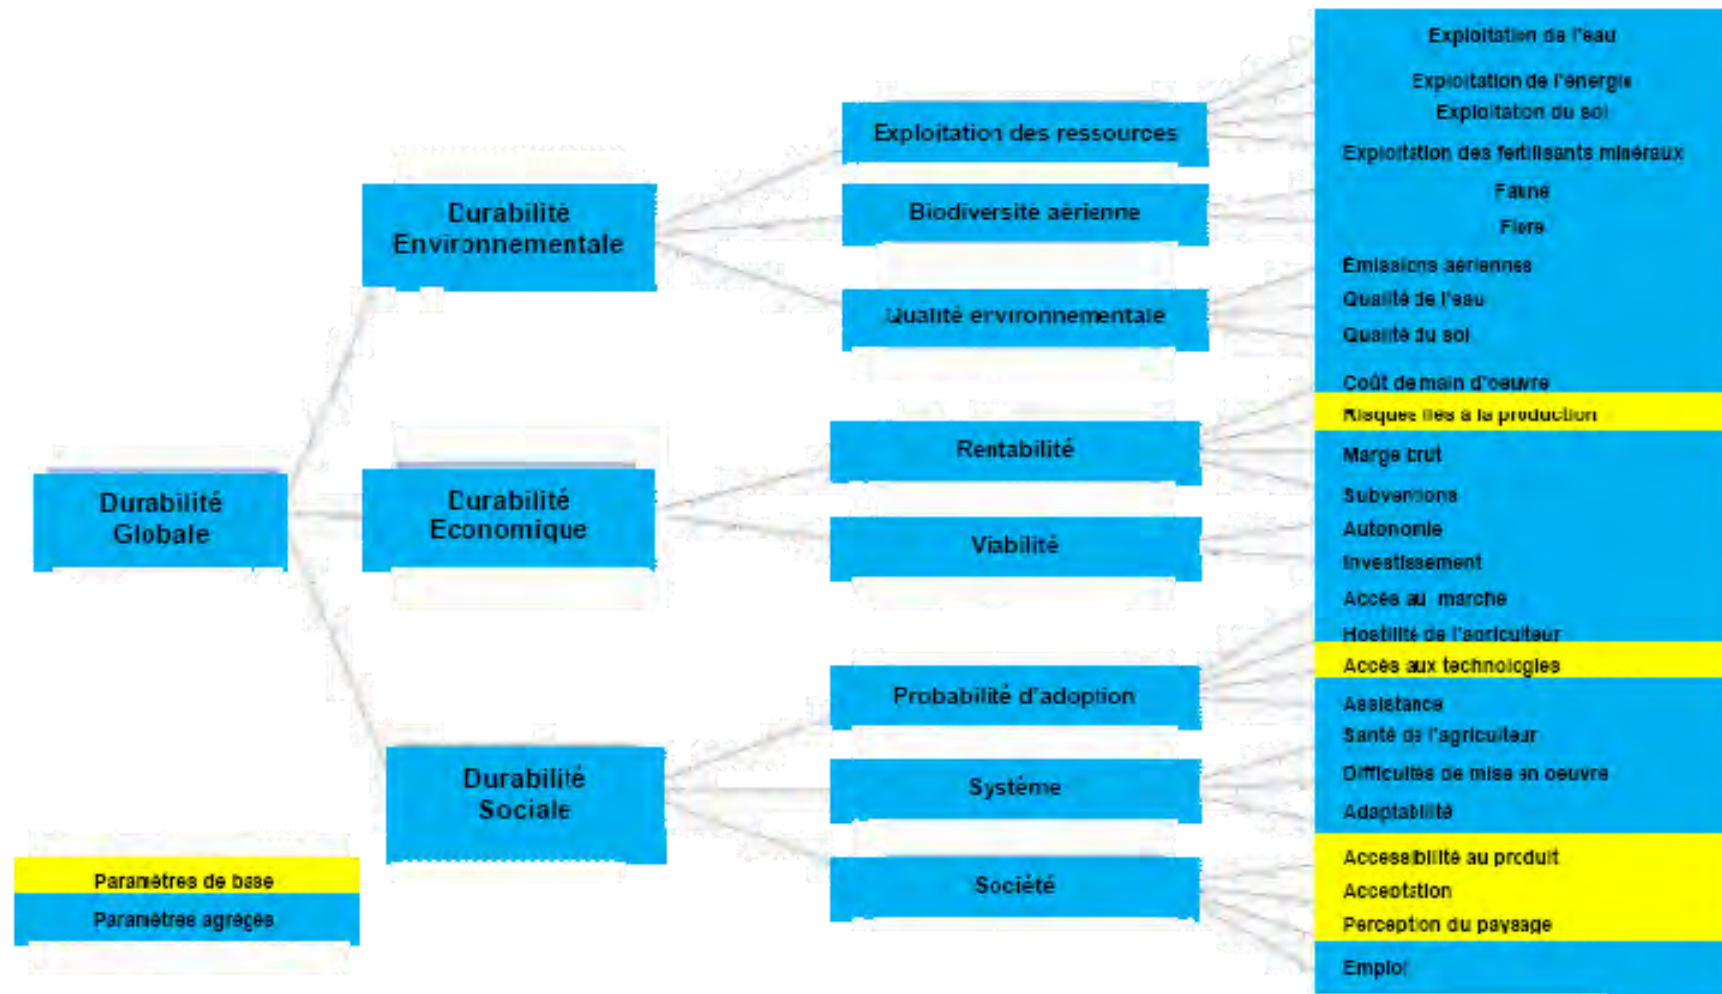 Durabilité
Globale
Durabilité
Environnementale
Durabilité
Economique
Durabilité
Sociale
Exploitation des ressources
Biodiversité aérienne
Qualité environnementale
Rentabilité
Viabilité
Probabilité d'adoption
Système
Société
Exploitation de l'eau
Exploitation de l'énergie
Exploitation du sol
Exploitation des fertilisants minéraux
Faune
Flore
Émissions aériennes
Qualité de l'eau
Qualité du sol
Coût de main d'oeuvre
Risques liés à la production
Marge brut
Subventions
Autonomie
Investissement
Accès au marché
Hostilité de l'agriculteur
Accès aux technologies
Assistance
Santé de l'agriculteur
Difficultés de mise en oeuvre
Adaptabilité
Accessibilité au produit
Acceptation
Perception du paysage
Emploi
Paramètres de base
Paramètres agrégés